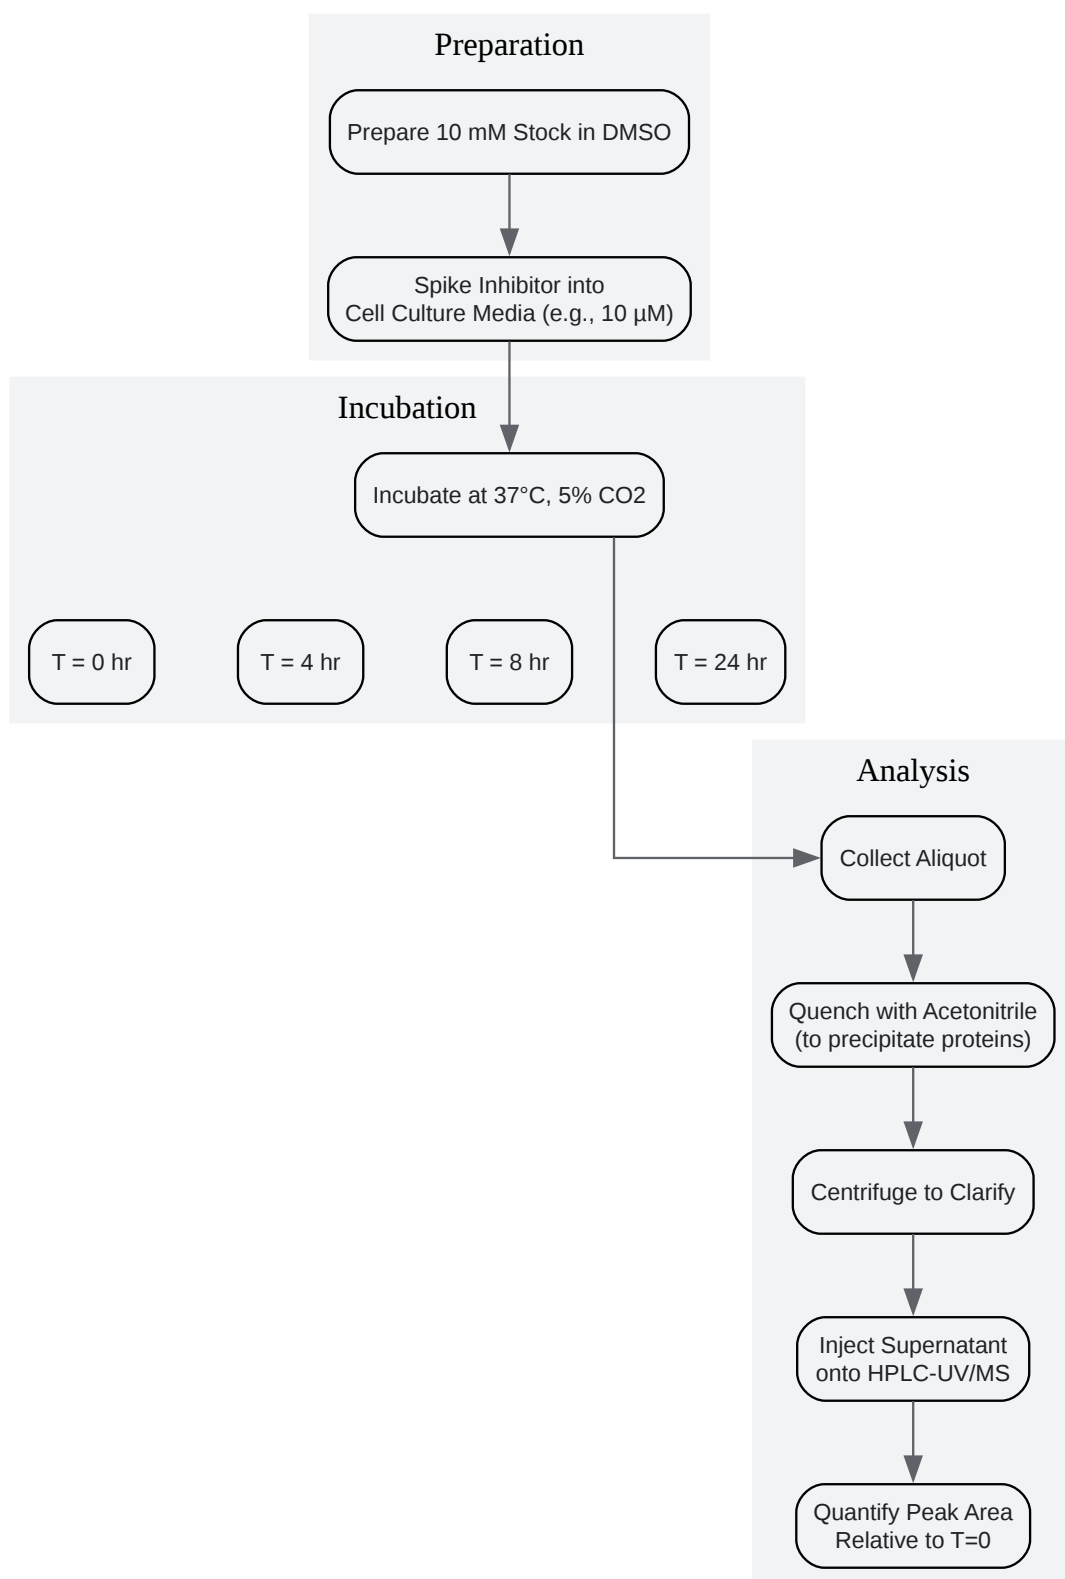 Preparation
Prepare 10 mM Stock in DMSO
Spike Inhibitor into
Cell Culture Media (e.g., 10 µM)
Incubation
Incubate at 37°C, 5% CO2
T = 0 hr
T = 4 hr
T = 8 hr
T = 24 hr
Analysis
Collect Aliquot
Quench with Acetonitrile
(to precipitate proteins)
Centrifuge to Clarify
Inject Supernatant
onto HPLC-UV/MS
Quantify Peak Area
Relative to T=0